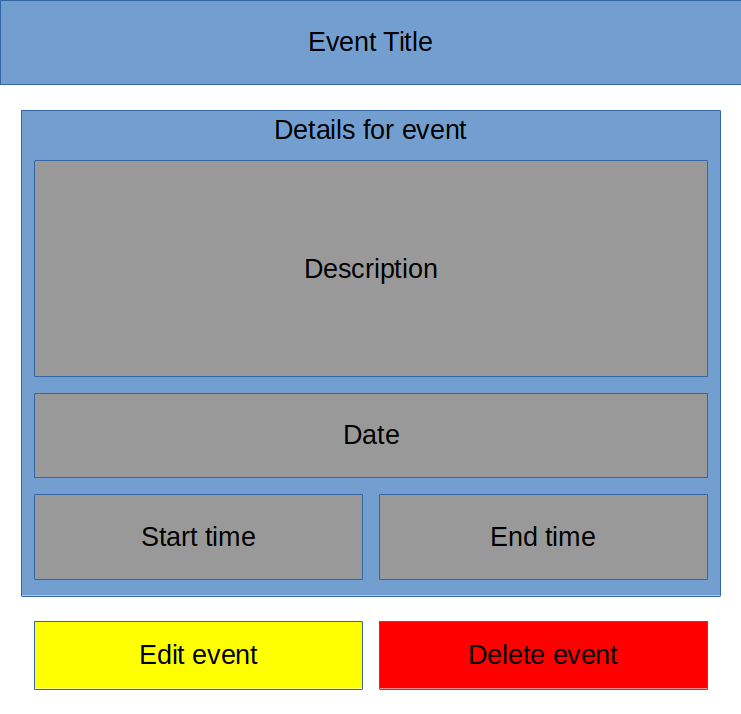 Event Title
Details for event
Description
Date
Start time
End time
Edit event
Delete event